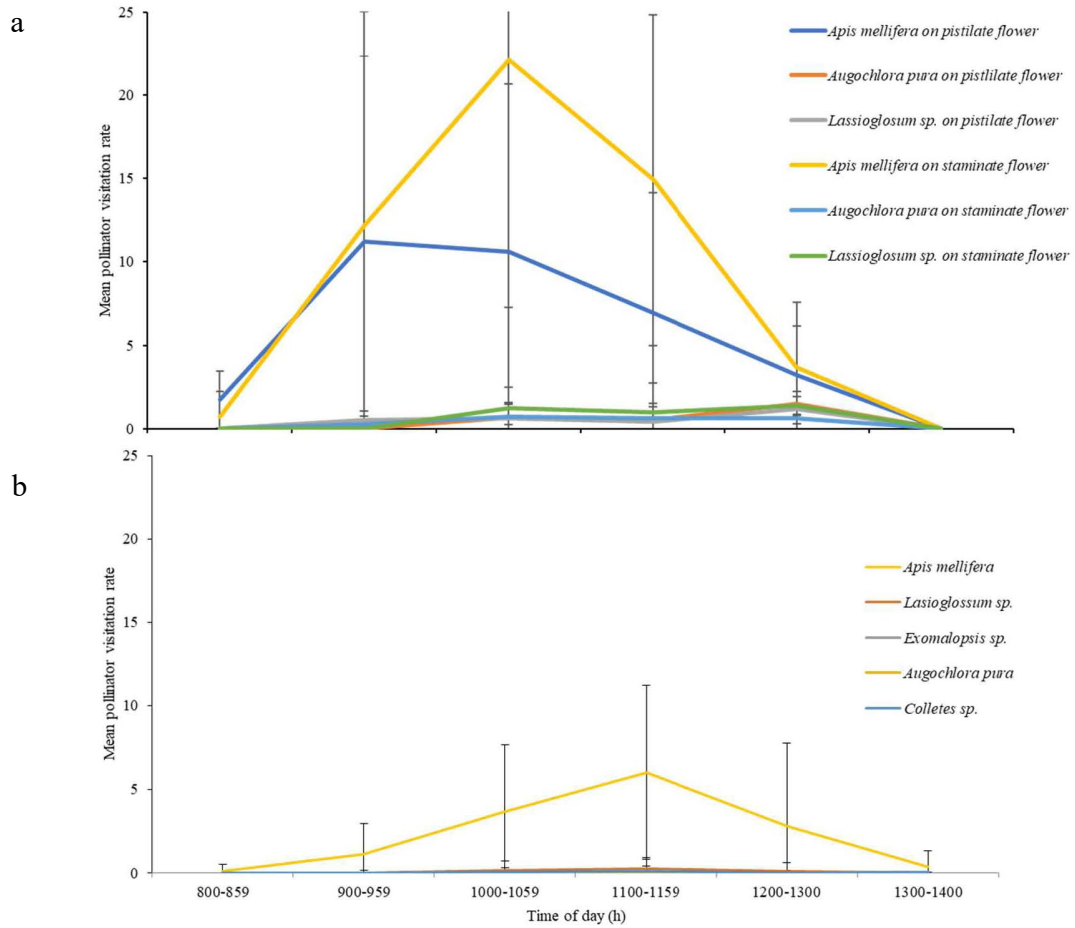 a
25
20
15
10
5
0
Mean pollinator visitation rate
Apis mellifera on pistilate flower
Augochlora pura on pistlilate flower
Lassioglosum sp. on pistilate flower
Apis mellifera on staminate flower
Augochlora pura on staminate flower
Lassioglosum sp. on staminate flower
b
25
20
15
10
5
0
Mean pollinator visitation rate
Apis mellifera
Lasioglossum sp.
Exomalopsis sp.
Augochlora pura
Colletes sp.
800-859 900-959 1000-1059 1100-1159 1200-1300 1300-1400
Time of day (h)